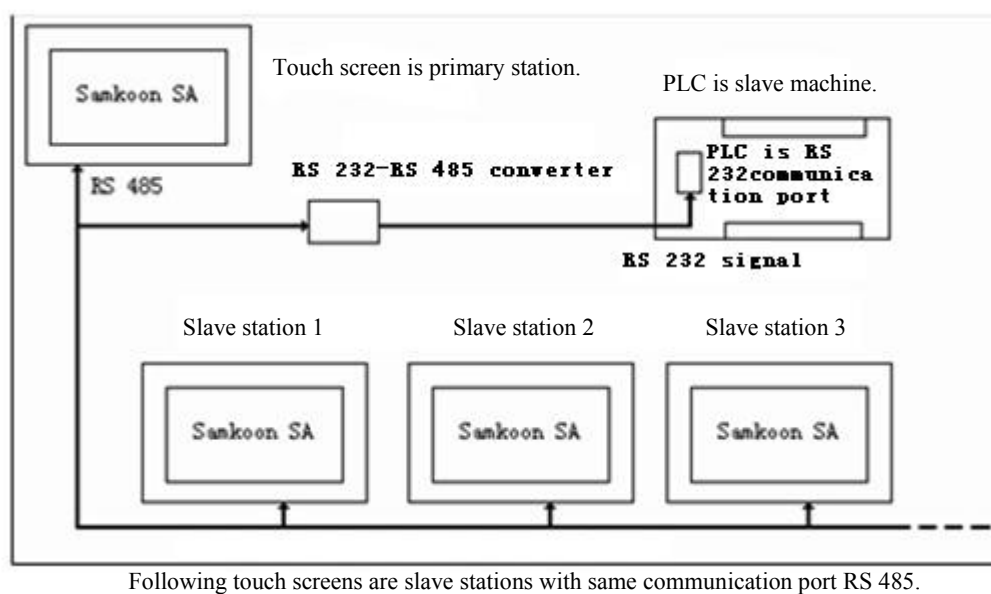 Samkoon SA
Touch screen is primary station.
PLC is slave machine.
RS 485
RS 232-RS 485 converter
PLC is RS
232communica
tion port
RS 232 signal
Slave station 1
Slave station 2
Slave station 3
Samkoon SA
Samkoon SA
Samkoon SA
Following touch screens are slave stations with same communication port RS 485.